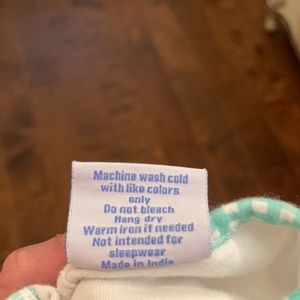 Machine wash cold
with like colors
only
Do not bleach
Hang dry
Warm iron if needed
Not intended for
sleepwear
Made in India